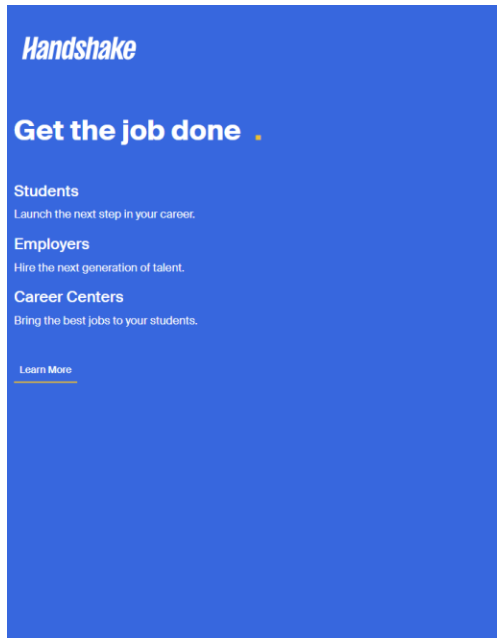 Handshake
Get the job done .
Students
Launch the next step in your career.
Employers
Hire the next generation of talent.
Career Centers
Bring the best jobs to your students.
Learn More